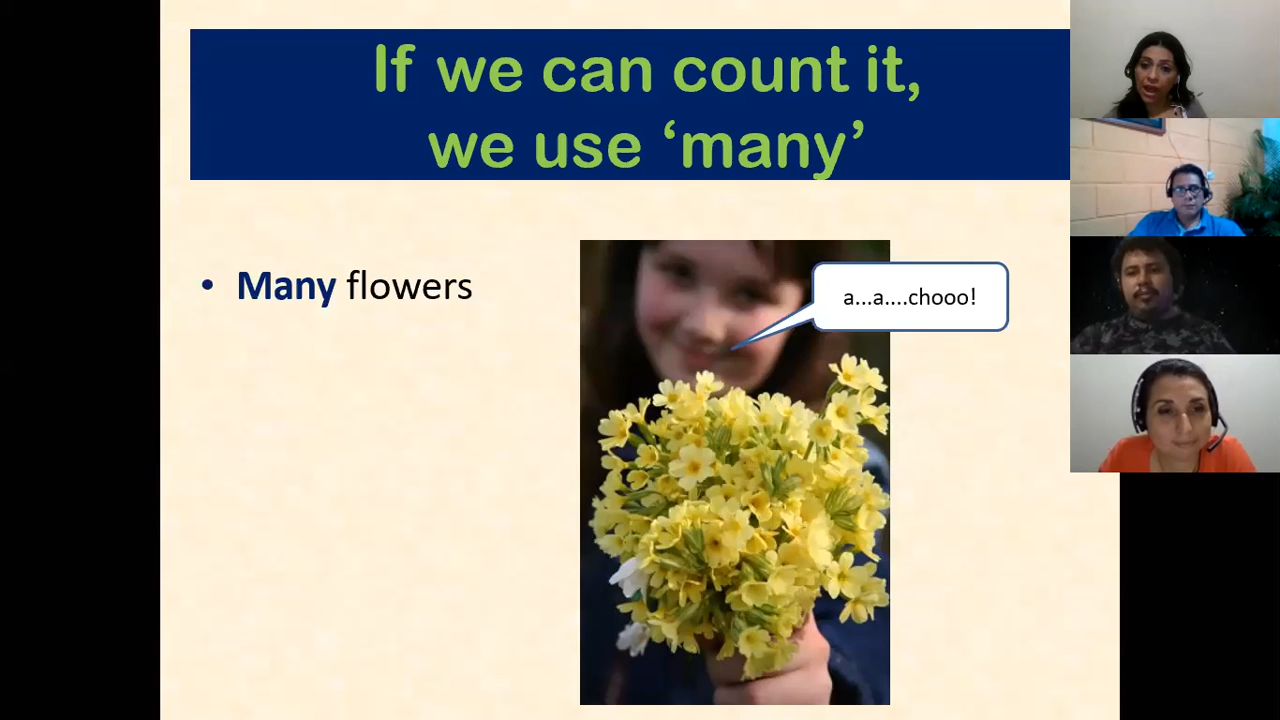 If we can count it,
we use ‘many’
• Many flowers
a...a....chooo!